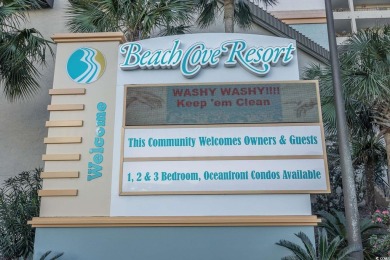 Beach Cove Resort
WASHY WASHY!!!!
Keep 'em Clean
Welcome
This Community Welcomes Owners & Guests
1, 2 & 3 Bedroom, Oceanfront Condos Available